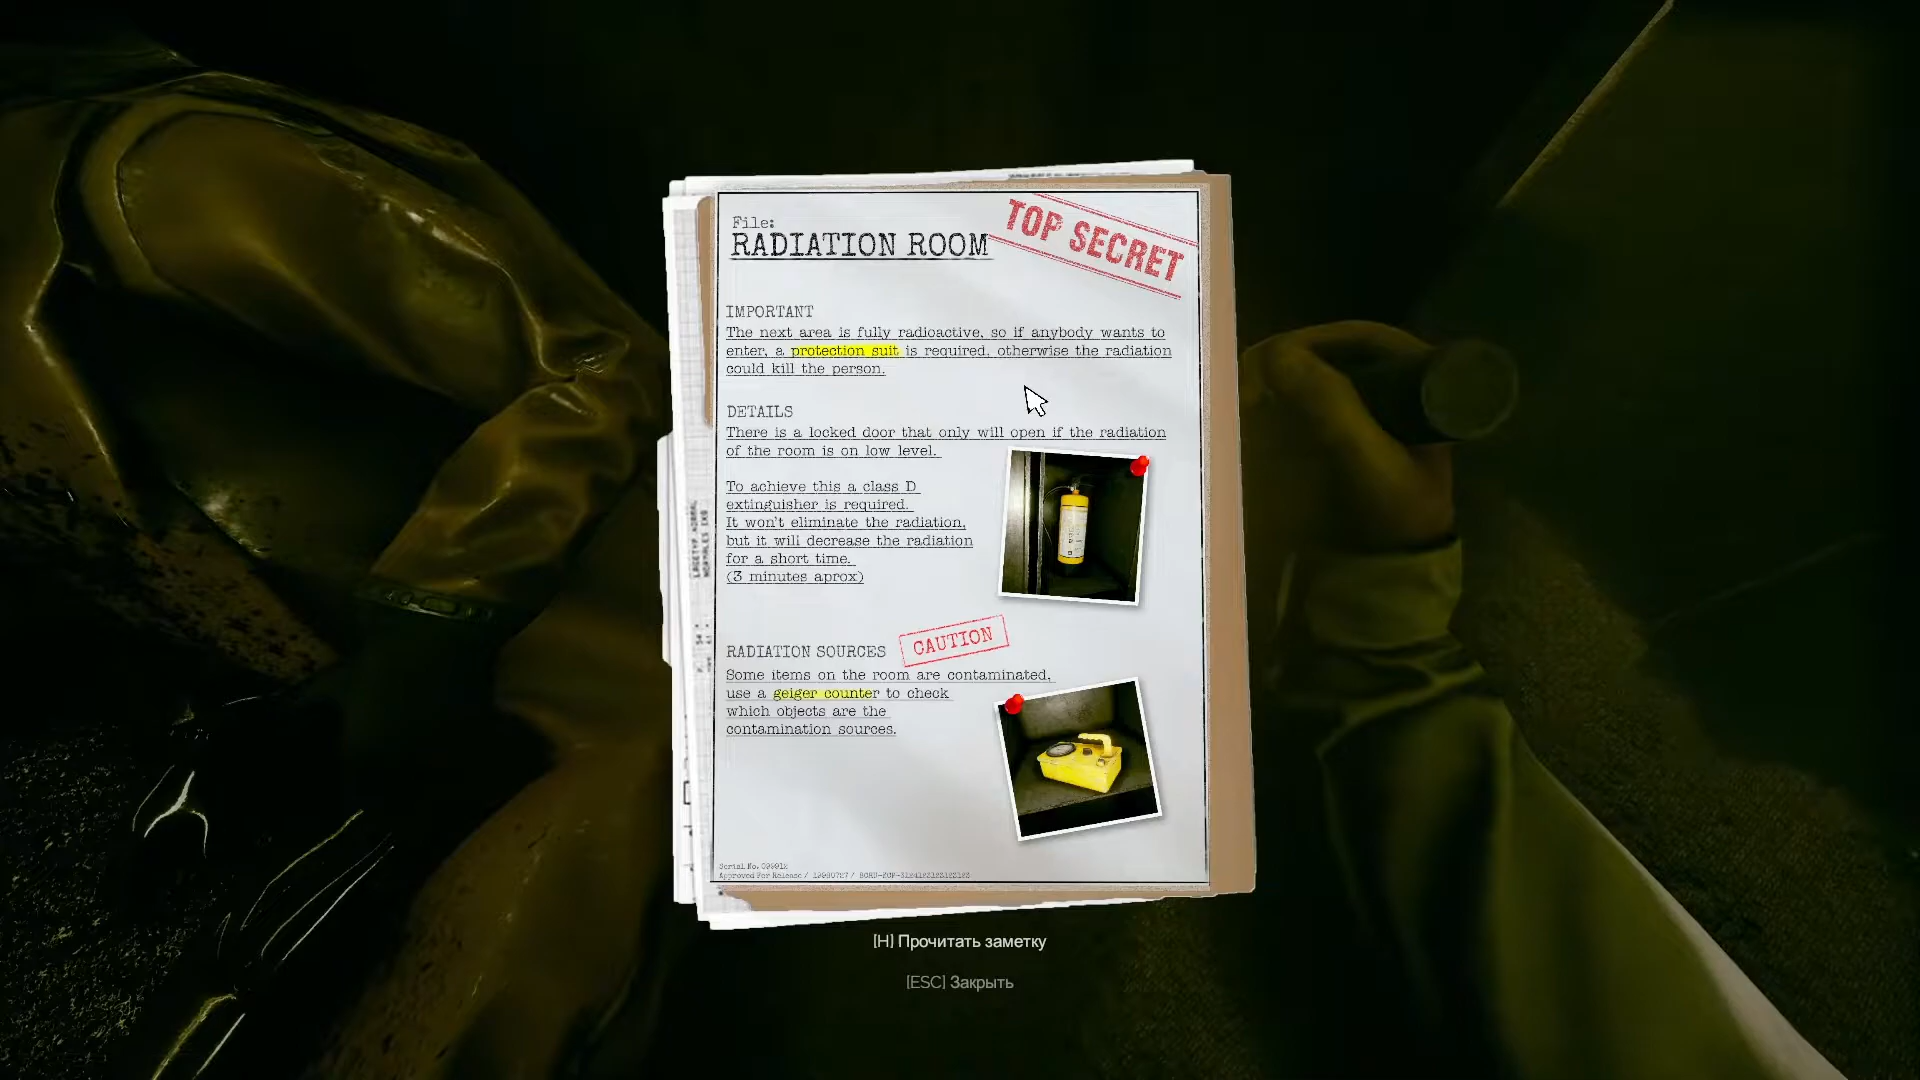 File:
RADIATION ROOM
TOP SECRET
IMPORTANT
The next area is fully radioactive, so if anybody wants to
enter, a protection suit is required, otherwise the radiation
could kill the person.
DETAILS
There is a locked door that only will open if the radiation
of the room is on low level.
To achieve this a class D
extinguisher is required.
It won't eliminate the radiation,
but it will decrease the radiation
for a short time.
(3 minutes aprox)
RADIATION SOURCES
CAUTION
Some items on the room are contaminated,
use a geiger counter to check
which objects are the
contamination sources.
Serial No.
Approved For Release /
[H] Прочитать заметку
[ESC] Закрыть